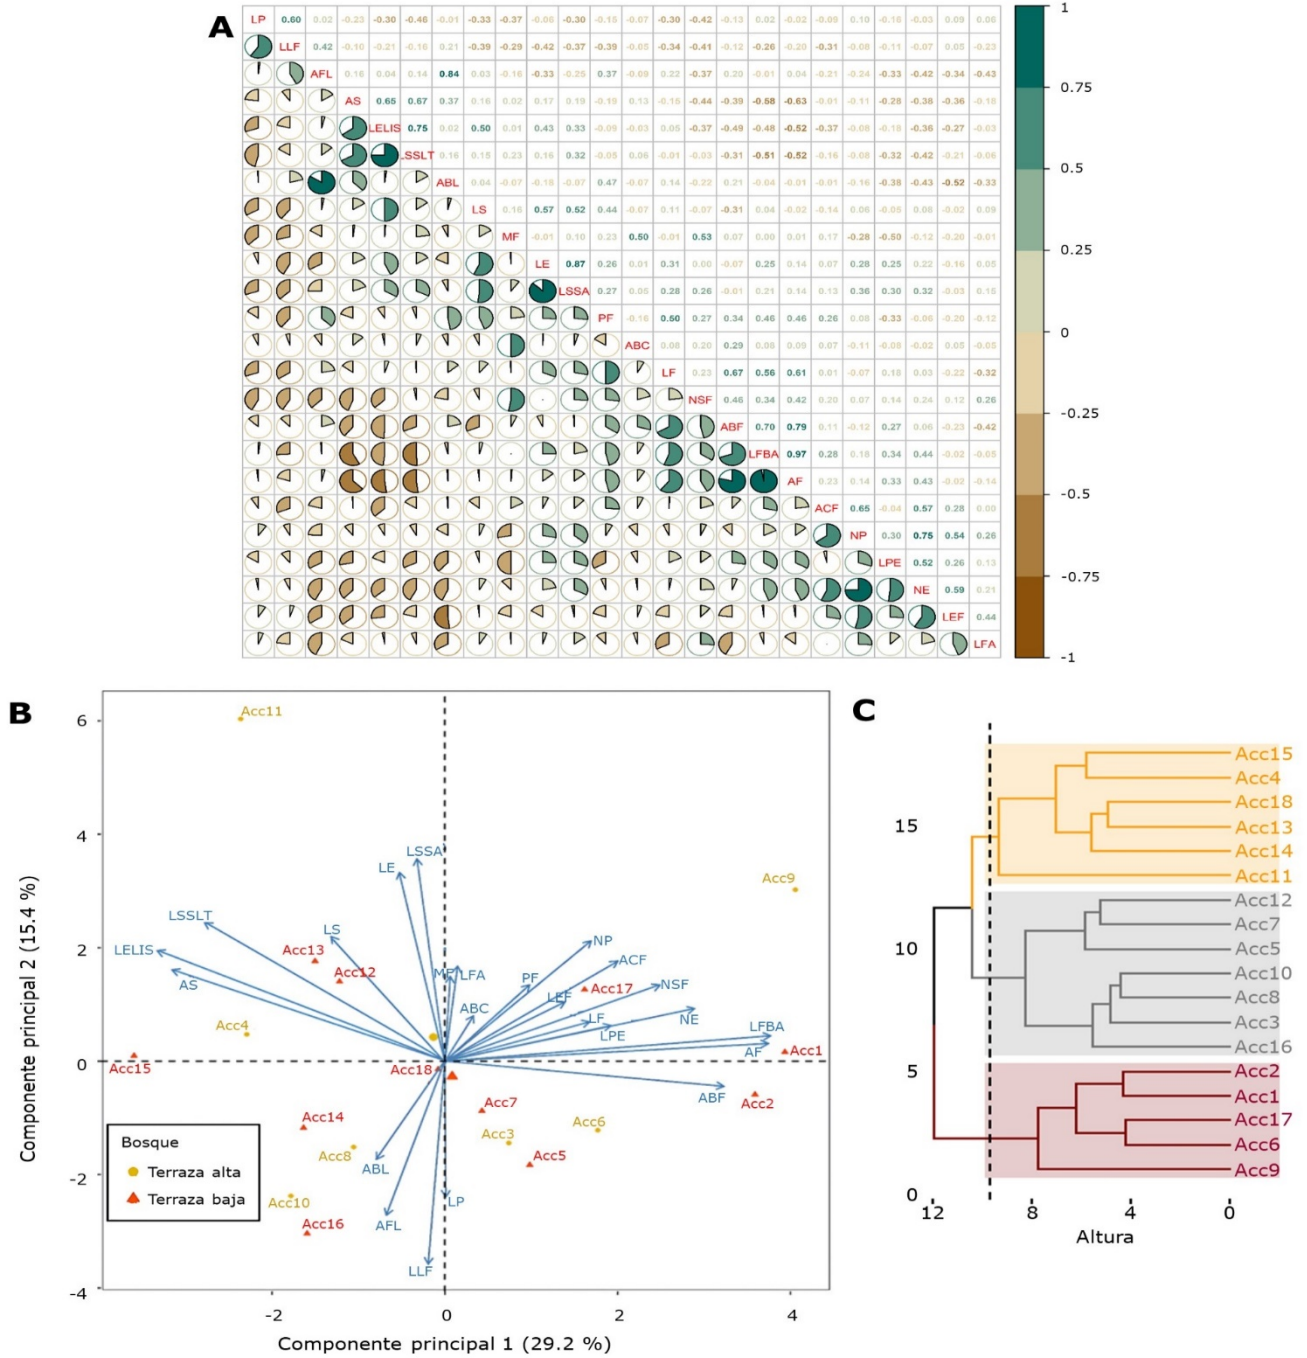 A
LP 0.60 0.02 -0.23 -0.30 -0.46 -0.01 -0.33 -0.37 -0.06 -0.30 -0.15 -0.07 -0.30 -0.42 -0.13 0.02 -0.02 -0.09 0.10 -0.16 -0.03 0.09 0.06
LLF 0.42 -0.10 -0.21 -0.16 0.21 -0.39 -0.29 -0.42 -0.37 -0.39 -0.05 -0.34 -0.41 -0.12 -0.26 -0.20 -0.31 -0.08 -0.11 -0.07 0.05 -0.23
AFL 0.16 0.04 0.14 0.84 0.03 -0.16 -0.33 -0.25 0.37 -0.09 0.22 -0.37 0.20 -0.01 0.04 -0.21 -0.24 -0.33 -0.42 -0.34 -0.43
AS 0.65 0.67 0.37 0.16 0.02 0.17 0.19 -0.19 0.13 -0.15 -0.44 -0.39 -0.58 -0.63 -0.01 -0.11 -0.28 -0.38 -0.36 -0.18
LELIS 0.75 0.02 0.50 0.01 0.43 0.33 -0.09 -0.03 -0.05 -0.37 -0.49 -0.48 -0.52 -0.37 -0.08 -0.18 -0.36 -0.27 -0.03
LSSLT 0.16 0.15 0.23 0.16 0.32 -0.05 0.06 -0.01 -0.03 -0.31 -0.51 -0.52 -0.16 -0.08 -0.32 -0.42 -0.21 -0.06
ABL 0.04 -0.07 -0.18 -0.07 0.47 -0.07 0.14 -0.22 0.21 -0.04 -0.01 -0.01 -0.16 -0.38 -0.43 -0.52 -0.33
LS 0.16 0.57 0.52 0.44 -0.07 0.11 -0.07 -0.31 0.04 -0.02 -0.14 0.06 -0.05 0.08 -0.02 0.09
MF -0.01 0.10 0.23 0.50 -0.01 0.53 0.07 0.00 0.01 0.17 -0.28 -0.50 -0.12 -0.20 -0.01
LE 0.87 0.26 0.01 0.31 0.00 -0.07 0.25 0.14 0.07 0.28 0.25 0.22 -0.16 0.05
LSSA 0.27 0.05 0.28 0.26 -0.01 0.21 0.14 0.13 0.36 0.30 0.32 -0.03 0.15
PF -0.16 0.50 0.27 0.34 0.46 0.46 0.26 0.08 -0.33 -0.06 -0.20 -0.12
ABC 0.08 0.20 0.29 0.08 0.09 0.07 -0.11 -0.08 -0.02 0.05 -0.05
LF 0.23 0.67 0.56 0.61 0.01 -0.07 0.18 0.03 -0.22 -0.32
NSF 0.46 0.34 0.42 0.20 0.07 0.14 0.24 0.12 0.26
ABF 0.70 0.79 0.11 -0.12 0.27 0.06 -0.23 -0.42
LFBA 0.97 0.28 0.16 0.34 0.44 -0.02 -0.05
AF 0.23 0.14 0.33 0.43 -0.02 -0.14
ACF 0.65 -0.04 0.57 0.28 0.00
NP 0.30 0.75 0.54 0.26
LPE 0.52 0.26 0.13
NE 0.59 0.21
LEF 0.44
LFA
1
0.75
0.5
0.25
0
-0.25
-0.5
-0.75
-1
B
Componente principal 2 (15.4 %)
6
4
2
0
-2
-4
Acc11
LSSA
LE
Acc9
LSSLT
LS
LELIS
Acc13
NP
ACF
AS
Acc12
MF
LFA
PF
NSF
Acc17
LEF
ABC
Acc4
LF
NE
LPE
LFBA
AF
Acc1
Acc15
Acc18
ABF
Acc2
Acc7
Acc14
Acc6
Acc3
Acc8
ABL
Acc5
Acc10
LP
Acc16
AFL
LLF
Bosque
Terraza alta
Terraza baja
-2
0
2
4
Componente principal 1 (29.2 %)
C
15
10
5
0
Acc15
Acc4
Acc18
Acc13
Acc14
Acc11
Acc12
Acc7
Acc5
Acc10
Acc8
Acc3
Acc16
Acc2
Acc1
Acc17
Acc6
Acc9
12
8
4
0
Altura